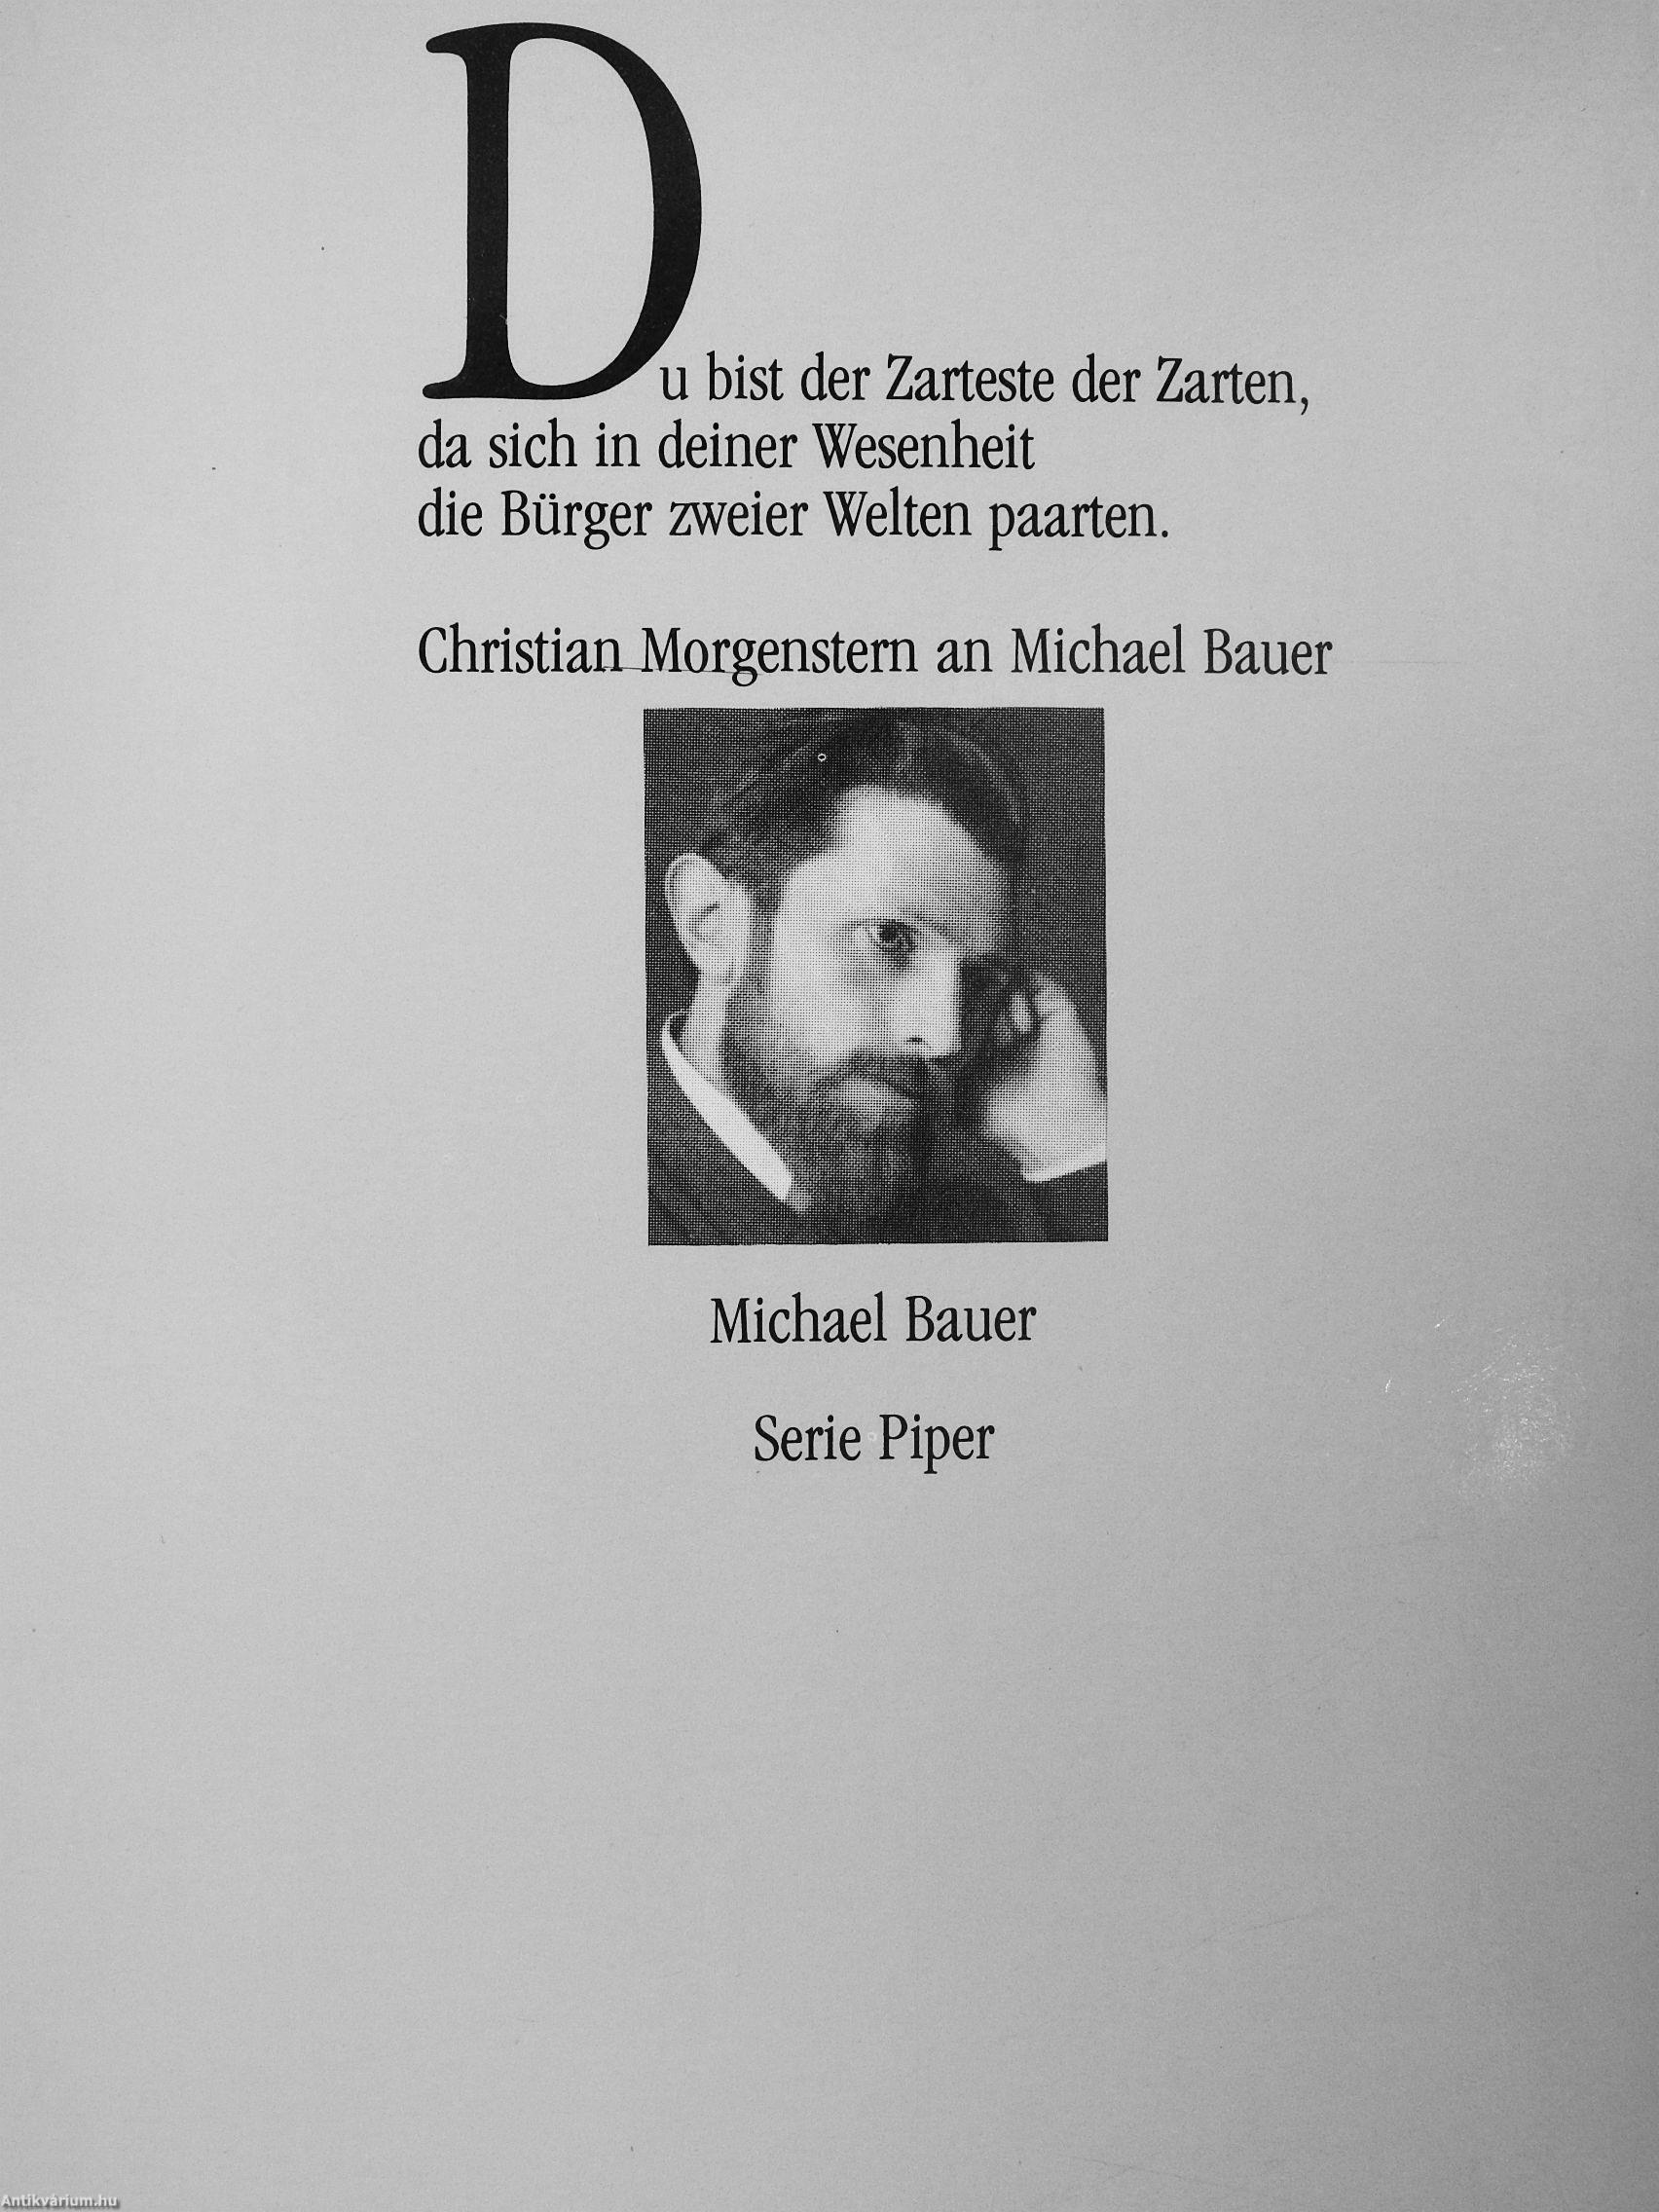 Du bist der Zarteste der Zarten,
da sich in deiner Wesenheit
die Bürger zweier Welten paarten.
Christian Morgenstern an Michael Bauer
Michael Bauer
Serie Piper
Antikvárium.hu